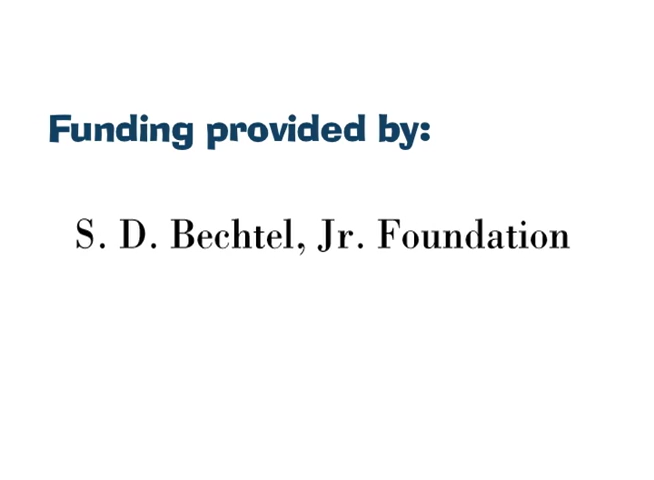 Funding provided by:
S. D. Bechtel, Jr. Foundation